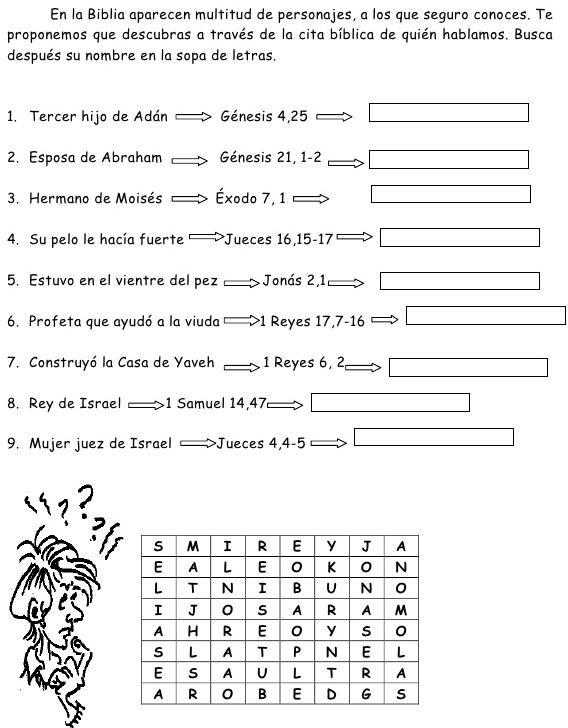 En la Biblia aparecen multitud de personajes, a los que seguro conoces. Te
proponemos que descubras a través de la cita bíblica de quién hablamos. Busca
después su nombre en la sopa de letras.
1. Tercer hijo de Adán Génesis 4,25
2. Esposa de Abraham Génesis 21, 1-2
3. Hermano de Moisés Éxodo 7, 1
4. Su pelo le hacía fuerte Jueces 16,15-17
5. Estuvo en el vientre del pez Jonás 2,1
6. Profeta que ayudó a la viuda 1 Reyes 17,7-16
7. Construyó la Casa de Yaveh 1 Reyes 6, 2
8. Rey de Israel 1 Samuel 14,47
9. Mujer juez de Israel Jueces 4,4-5
? ? ? ?
S M I R E Y J A
E A L E O K O N
L T N I B U N O
I J O S A R A M
A H R E O Y S O
S L A T P N E L
E S A U L T R A
A R O B E D G S